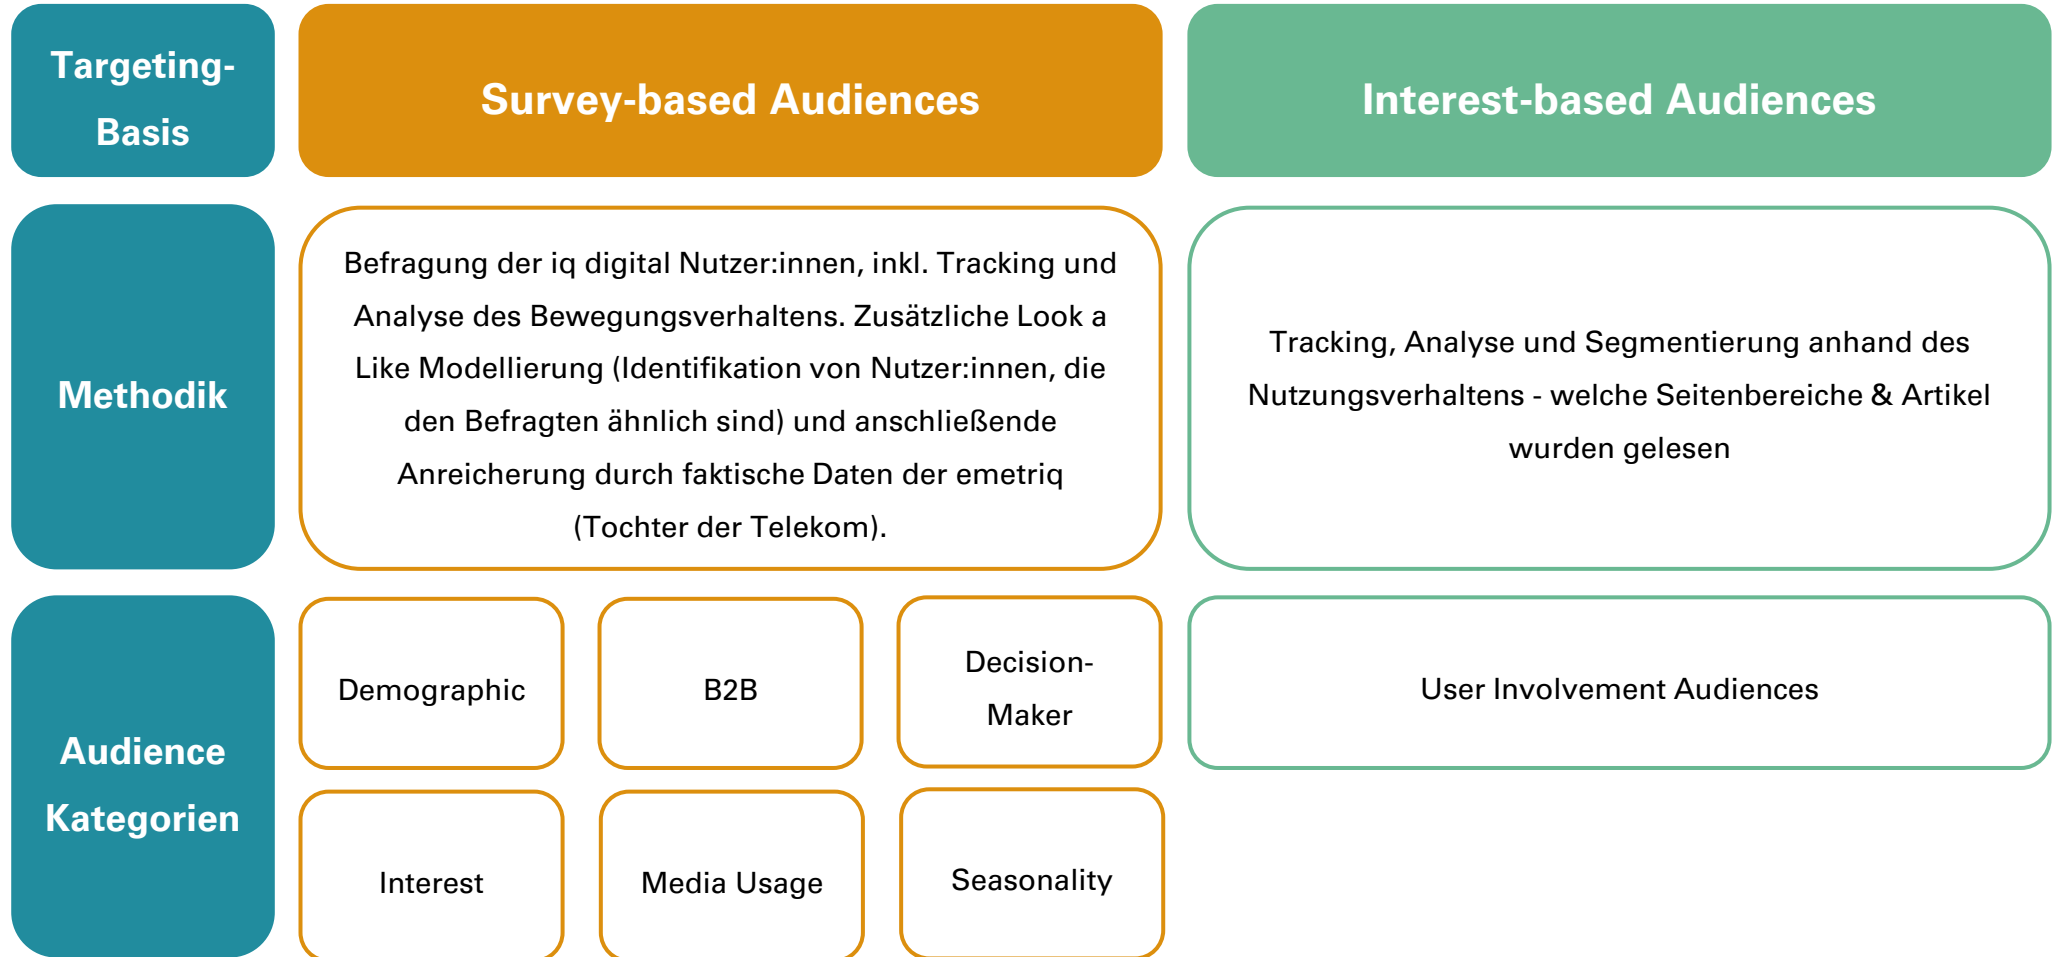 Targeting-
Basis
Survey-based Audiences
Interest-based Audiences
Methodik
Befragung der iq digital Nutzer:innen, inkl. Tracking und
Analyse des Bewegungsverhaltens. Zusätzliche Look a
Like Modellierung (Identifikation von Nutzer:innen, die
den Befragten ähnlich sind) und anschließende
Anreicherung durch faktische Daten der emetriq
(Tochter der Telekom).
Tracking, Analyse und Segmentierung anhand des
Nutzungsverhaltens - welche Seitenbereiche & Artikel
wurden gelesen
Audience
Kategorien
Demographic
B2B
Decision-
Maker
User Involvement Audiences
Interest
Media Usage
Seasonality